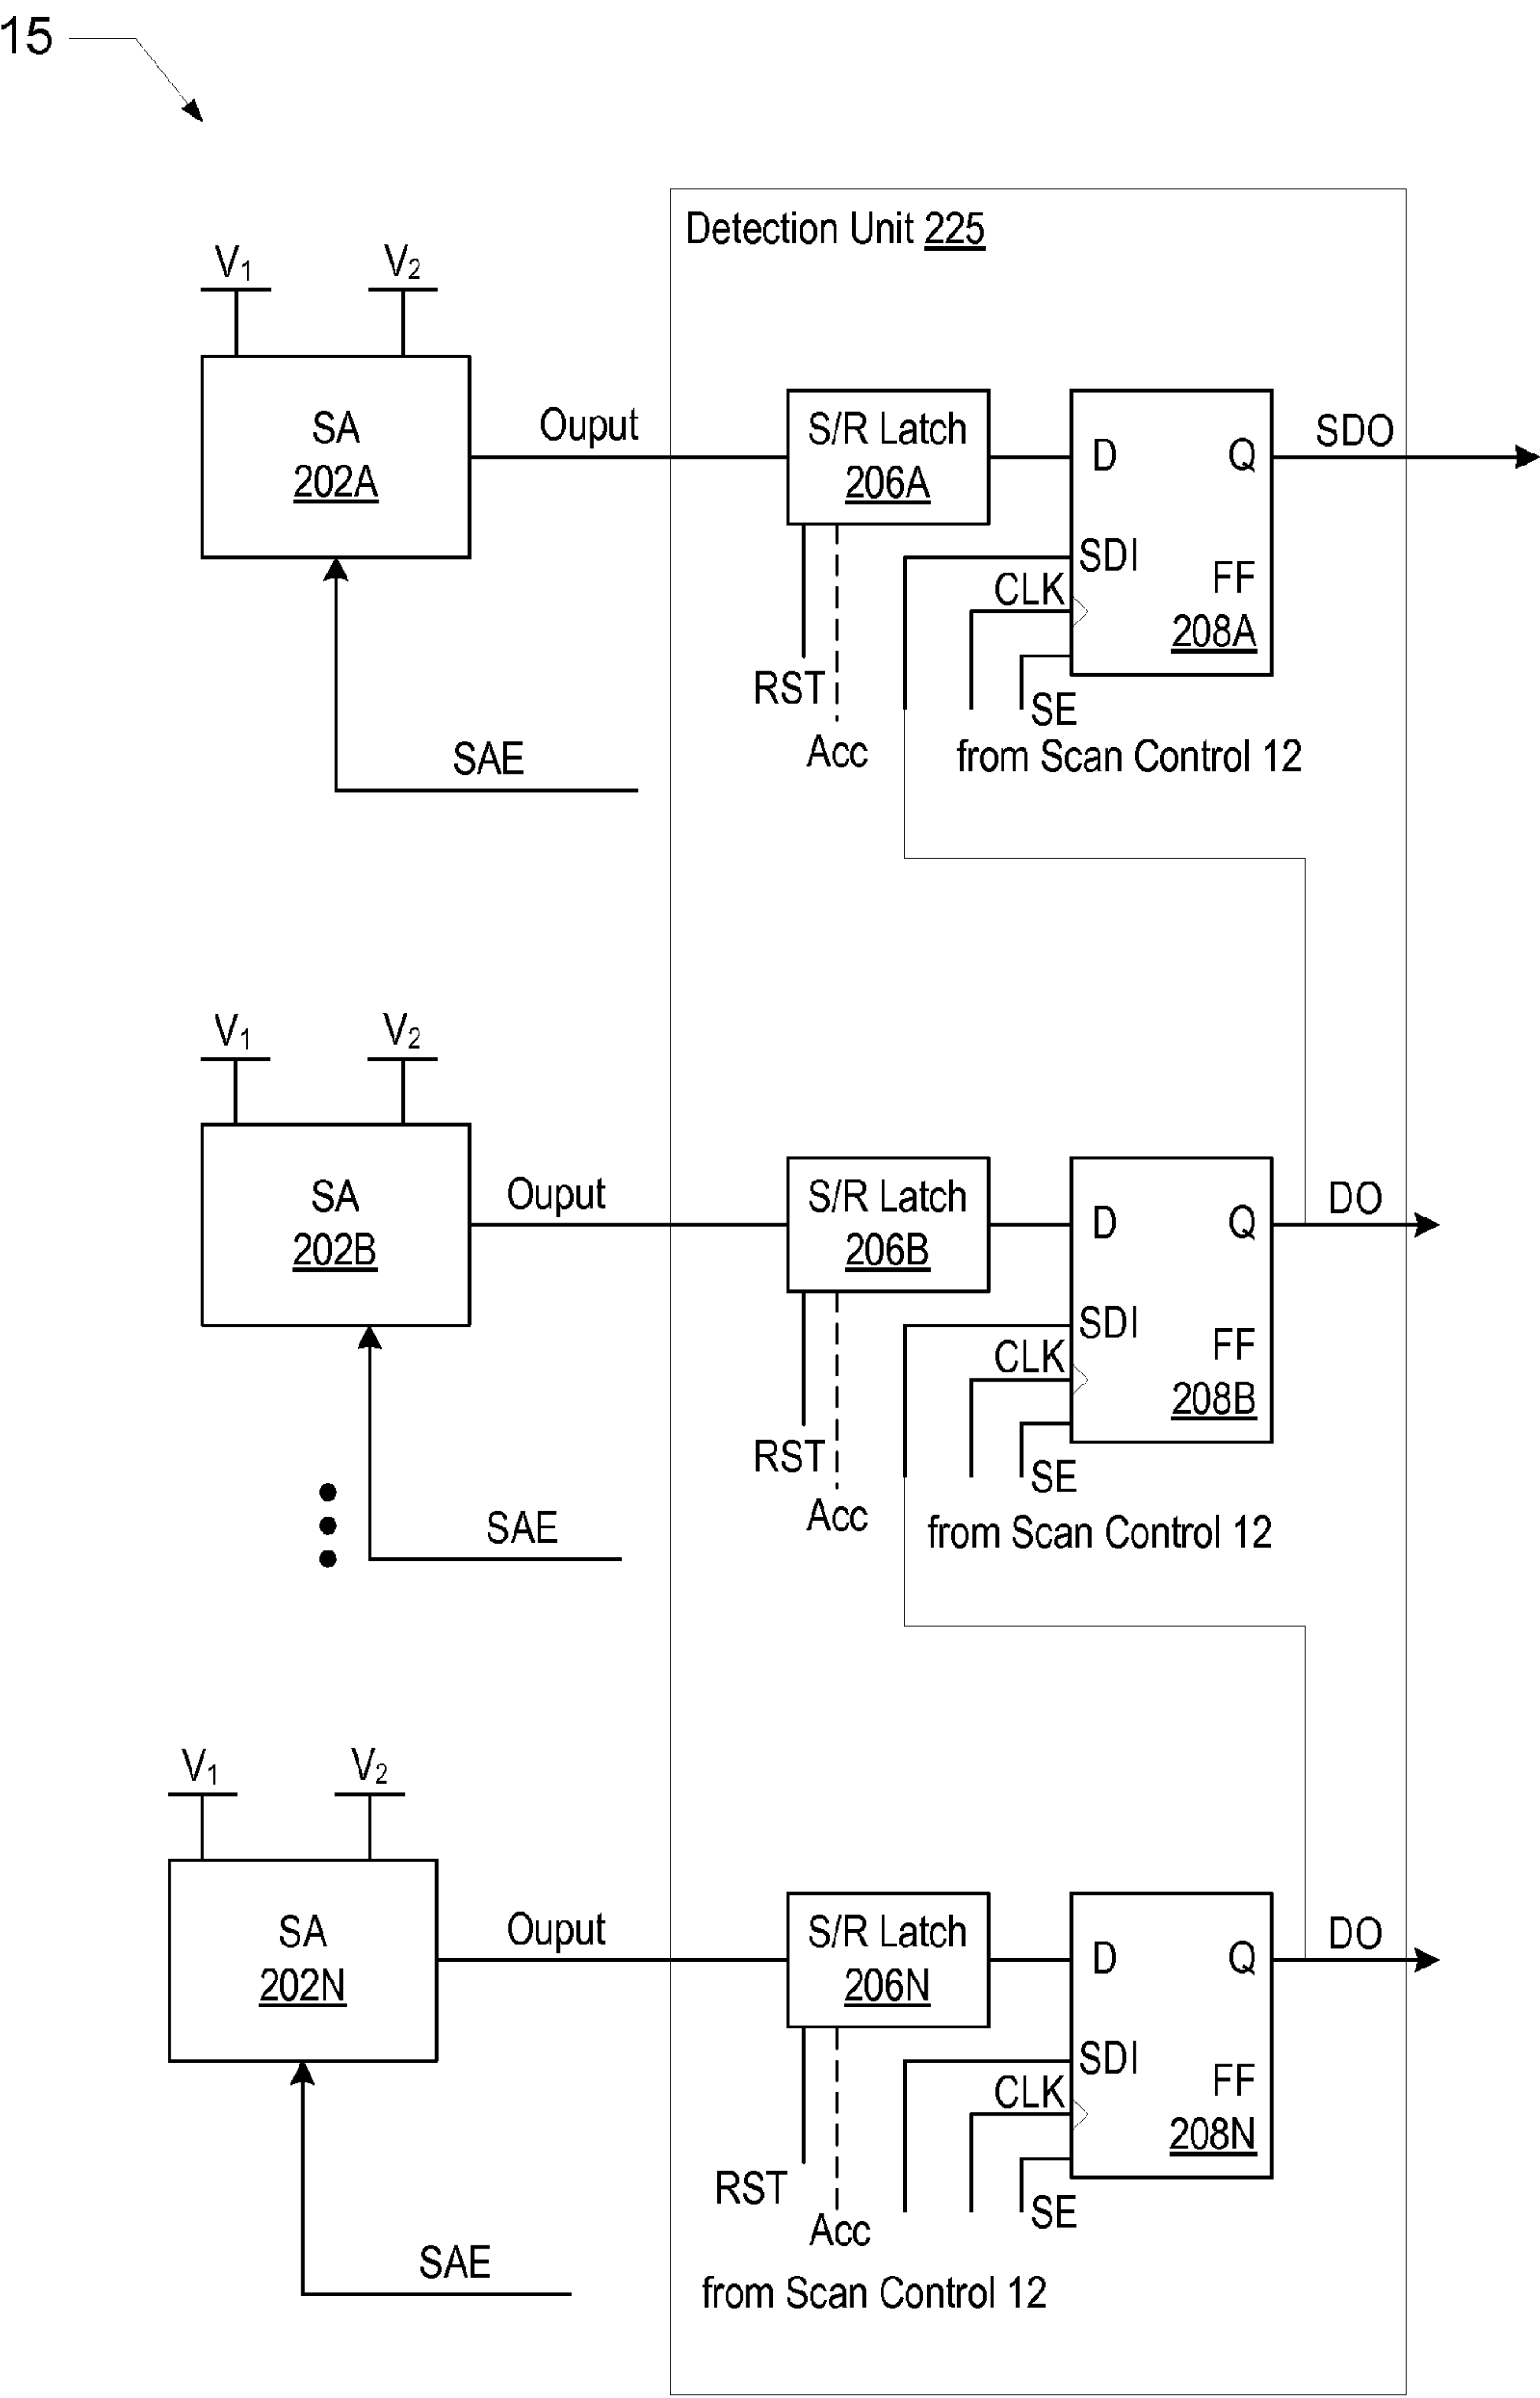 15
Detection Unit 225
V1 V2
SA
202A
Ouput
S/R Latch
206A
D Q
SDO
SDI
CLK
FF
208A
RST
SE
Acc
from Scan Control 12
SAE
V1 V2
SA
202B
Ouput
S/R Latch
206B
D Q
DO
SDI
CLK
FF
208B
RST
SE
Acc
from Scan Control 12
SAE
V1 V2
SA
202N
Ouput
S/R Latch
206N
D Q
DO
SDI
CLK
FF
208N
RST
SE
Acc
SAE
from Scan Control 12